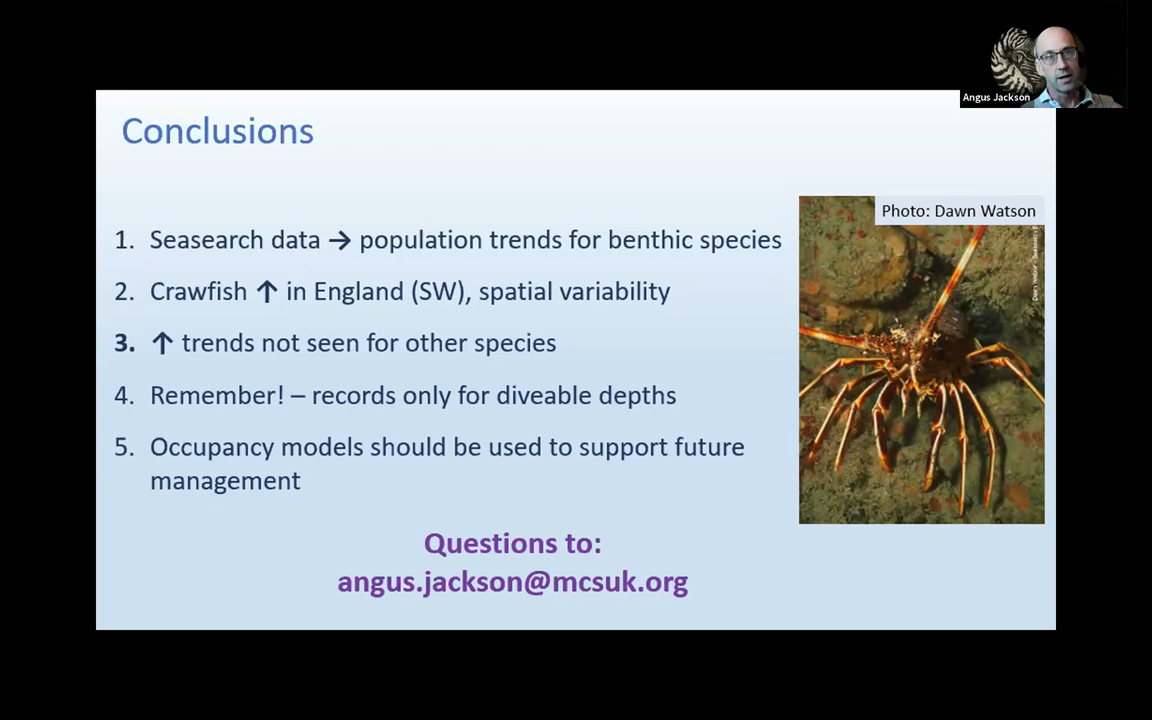 Angus Jackson
Conclusions
Photo: Dawn Watson
1. Seasearch data → population trends for benthic species
2. Crawfish ↑ in England (SW), spatial variability
3. ↑ trends not seen for other species
4. Remember! – records only for diveable depths
5. Occupancy models should be used to support future
management
Questions to:
angus.jackson@mcsuk.org